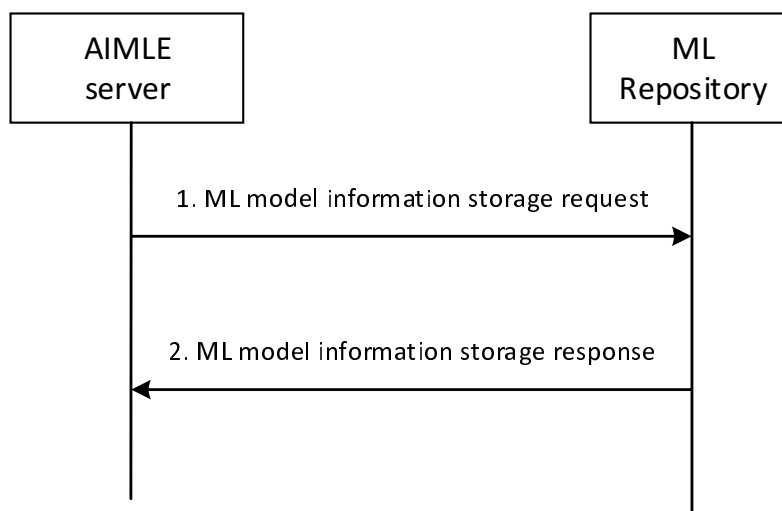 AIMLE
server
ML
Repository
1. ML model information storage request
2. ML model information storage response